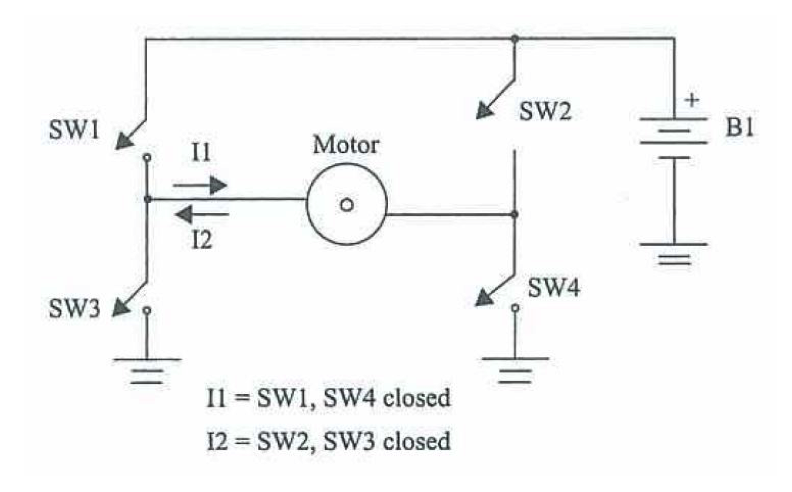 SW1
I1
Motor
SW2
+
B1
I2
SW3
SW4
I1 = SW1, SW4 closed
I2 = SW2, SW3 closed